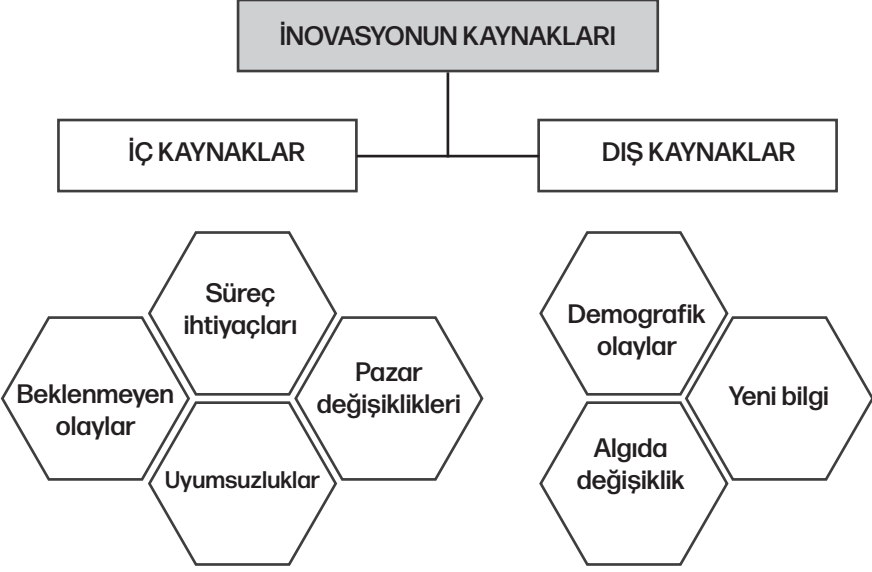 İNOVASYONUN KAYNAKLARI
İÇ KAYNAKLAR
DIŞ KAYNAKLAR
Süreç
ihtiyaçları
Beklenmeyen
olaylar
Pazar
değişiklikleri
Uyumsuzluklar
Demografik
olaylar
Yeni bilgi
Algıda
değişiklik